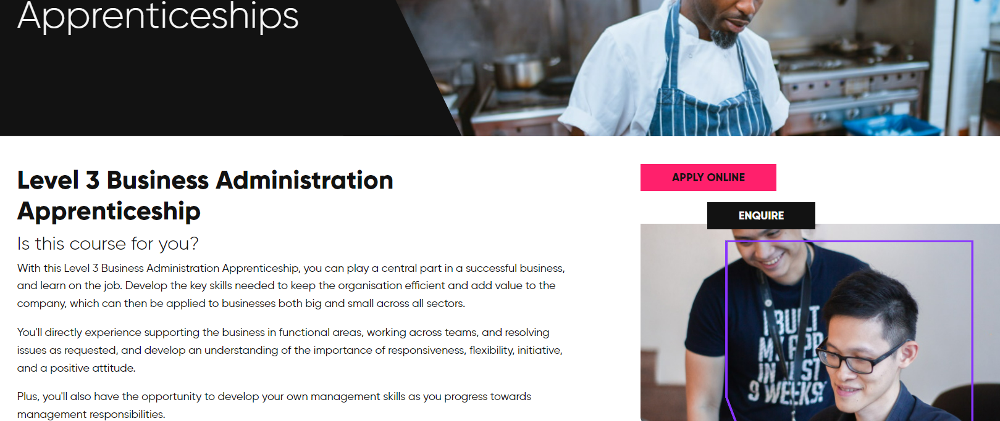 Apprenticeships
APPLY ONLINE
ENQUIRE
Level 3 Business Administration
Apprenticeship
Is this course for you?
With this Level 3 Business Administration Apprenticeship, you can play a central part in a successful business,
and learn on the job. Develop the key skills needed to keep the organisation efficient and add value to the
company, which can then be applied to businesses both big and small across all sectors.
You'll directly experience supporting the business in functional areas, working across teams, and resolving
issues as requested, and develop an understanding of the importance of responsiveness, flexibility, initiative,
and a positive attitude.
Plus, you'll also have the opportunity to develop your own management skills as you progress towards
management responsibilities.
I BUILT
MY APP
IN JUST
9 WEEKS!